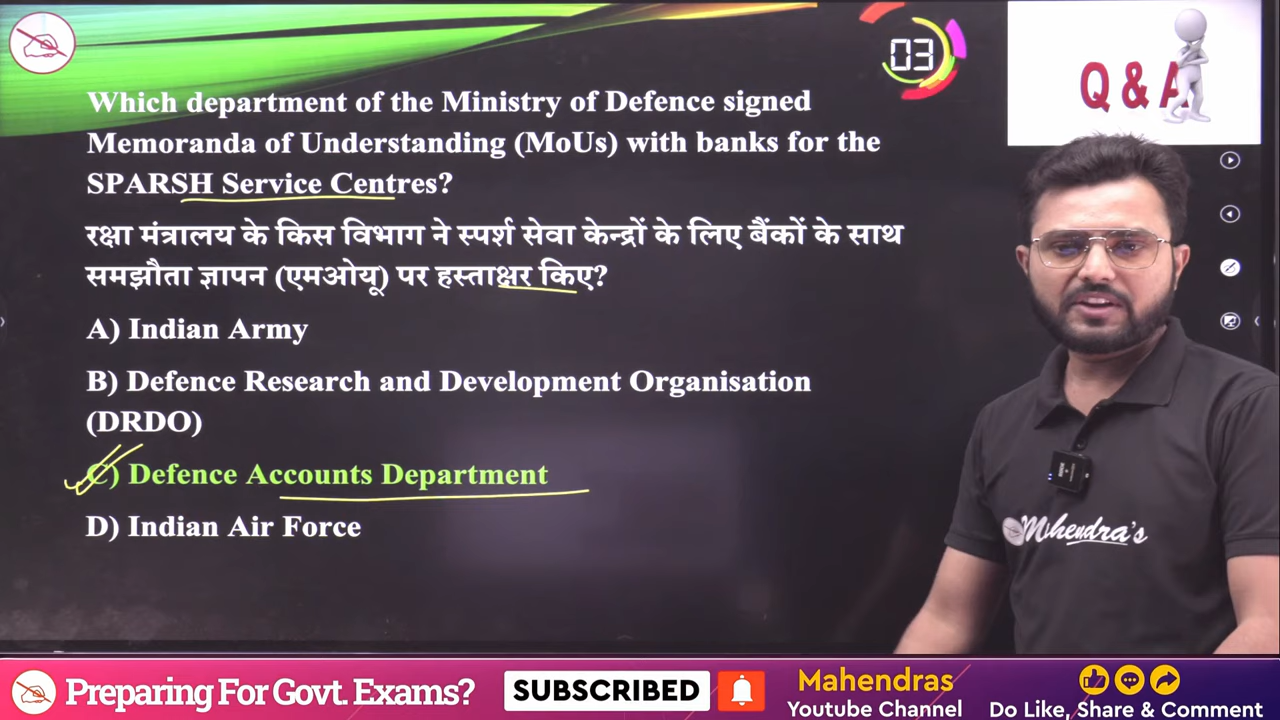 03
Q & A
Which department of the Ministry of Defence signed
Memoranda of Understanding (MoUs) with banks for the
SPARSH Service Centres?
रक्षा मंत्रालय के किस विभाग ने स्पर्श सेवा केन्द्रों के लिए बैंकों के साथ
समझौता ज्ञापन (एमओयू) पर हस्ताक्षर किए?
A) Indian Army
B) Defence Research and Development Organisation
(DRDO)
C) Defence Accounts Department
D) Indian Air Force
Mahendra's
Preparing For Govt. Exams?
SUBSCRIBED
Mahendras
Youtube Channel
Do Like, Share & Comment